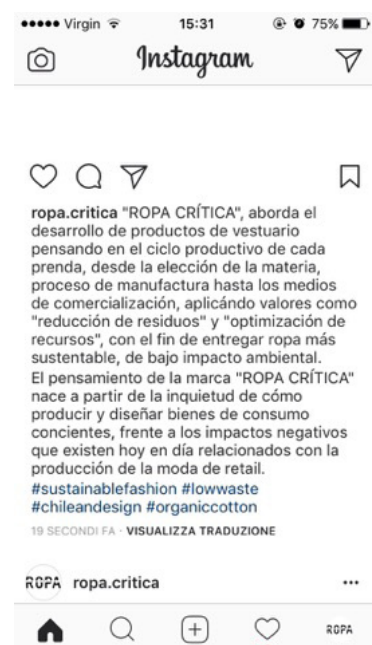 Virgin 15:31 75%
Instagram
ropa.critica "ROPA CRÍTICA", aborda el
desarrollo de productos de vestuario
pensando en el ciclo productivo de cada
prenda, desde la elección de la materia,
proceso de manufactura hasta los medios
de comercialización, aplicándo valores como
"reducción de residuos" y "optimización de
recursos", con el fin de entregar ropa más
sustentable, de bajo impacto ambiental.
El pensamiento de la marca "ROPA CRÍTICA"
nace a partir de la inquietud de cómo
producir y diseñar bienes de consumo
concientes, frente a los impactos negativos
que existen hoy en día relacionados con la
producción de la moda de retail.
#sustainablefashion #lowwaste
#chileandesign #organiccotton
19 SECONDI FA · VISUALIZZA TRADUZIONE
ROPA ropa.critica
ROPA